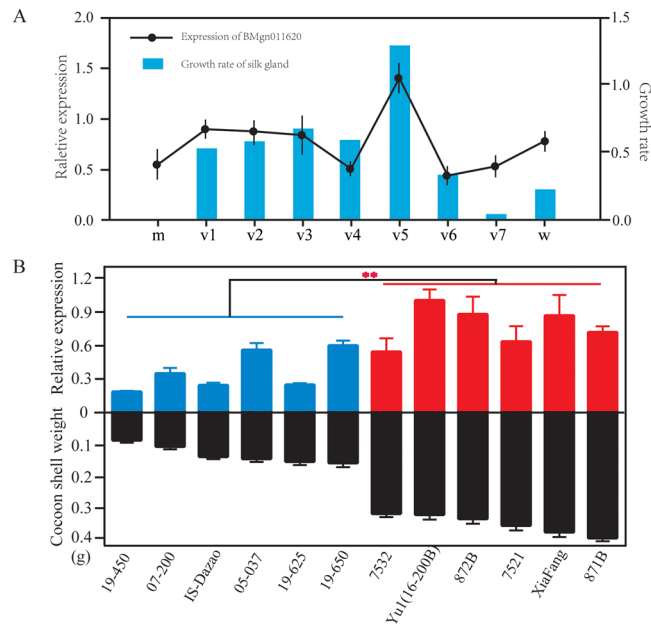 A
Expression of BMgn011620
Growth rate of silk gland
Raletive expression
2.0
1.5
1.0
0.5
0.0
1.5
1.0
0.5
0.0
Growth rate
m v1 v2 v3 v4 v5 v6 v7 w
B
**
Relative expression
1.2
0.9
0.6
0.3
0
Cocoon shell weight
0.1
0.2
0.3
0.4
(g)
19-450 07-200 IS-Dazao 05-037 19-625 19-650 7532 Yu1(16-200B) 872B 7521 XiaFang 871B